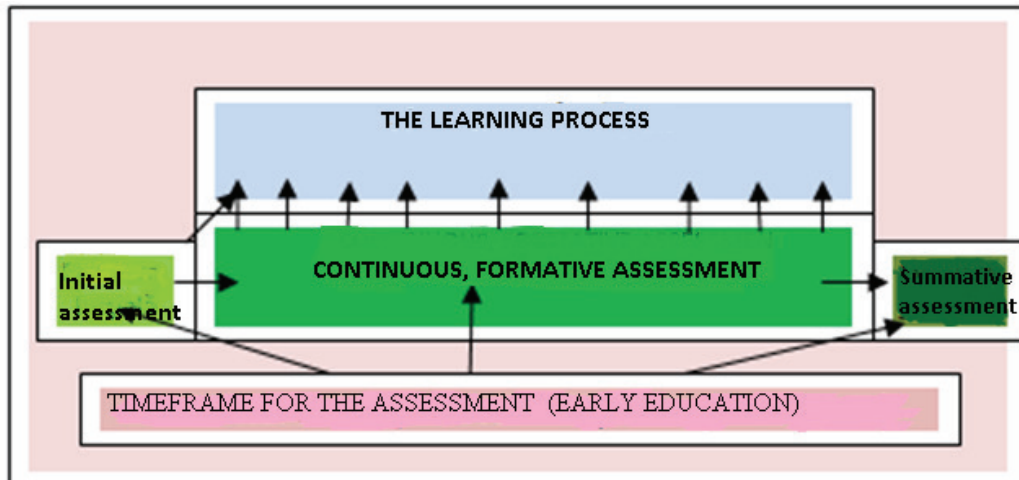 THE LEARNING PROCESS
CONTINUOUS, FORMATIVE ASSESSMENT
Initial
assessment
Summative
assessment
TIMEFRAME FOR THE ASSESSMENT (EARLY EDUCATION)